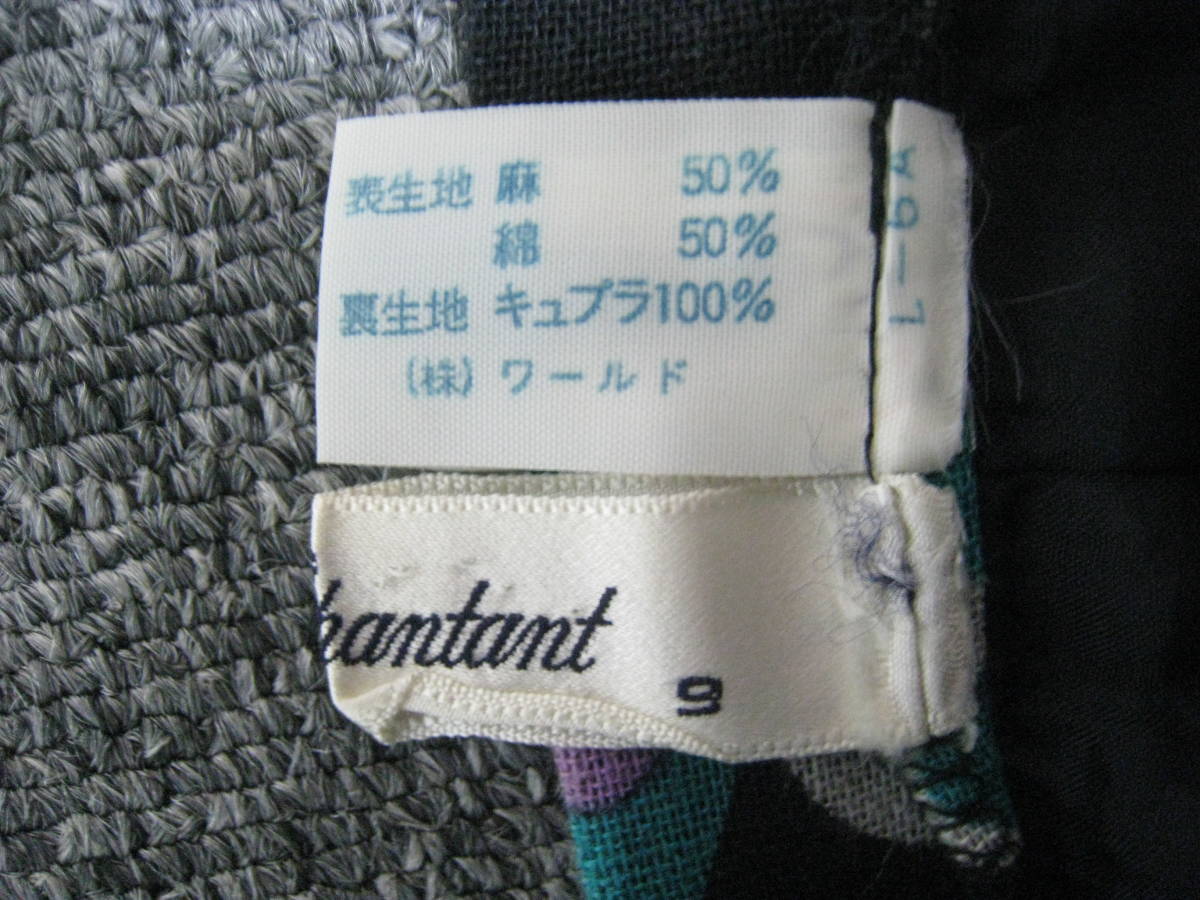 表生地 麻 50%
綿 50%
裏生地 キュプラ100%
(株) ワールド
L-6A
hantant
9